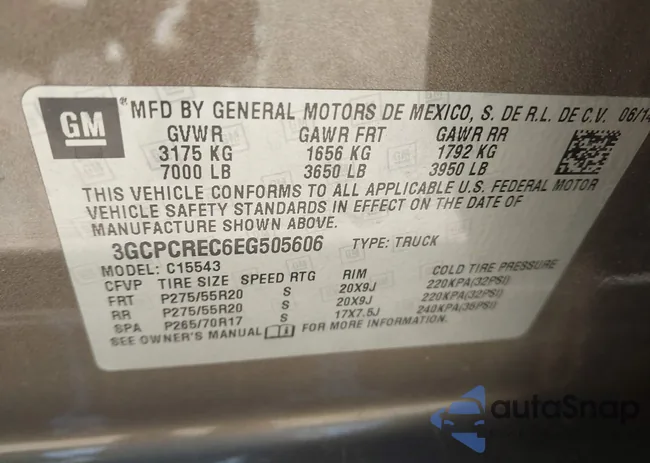 GM ® MFD BY GENERAL MOTORS DE MEXICO, S. DE R.L. DE C.V. 06/14
GVWR GAWR FRT GAWR RR
3175 KG 1656 KG 1792 KG
7000 LB 3650 LB 3950 LB
THIS VEHICLE CONFORMS TO ALL APPLICABLE U.S. FEDERAL MOTOR
VEHICLE SAFETY STANDARDS IN EFFECT ON THE DATE OF
MANUFACTURE SHOWN ABOVE.
3GCPCREC6EG505606 TYPE: TRUCK
MODEL: C15543
CFVP TIRE SIZE SPEED RTG RIM COLD TIRE PRESSURE
FRT P275/55R20 S 20X9J 220KPA(32PSI)
RR P275/55R20 S 20X9J 220KPA(32PSI)
SPA P265/70R17 S 17X7.5J 240KPA(35PSI)
SEE OWNER'S MANUAL FOR MORE INFORMATION.
autoSnap